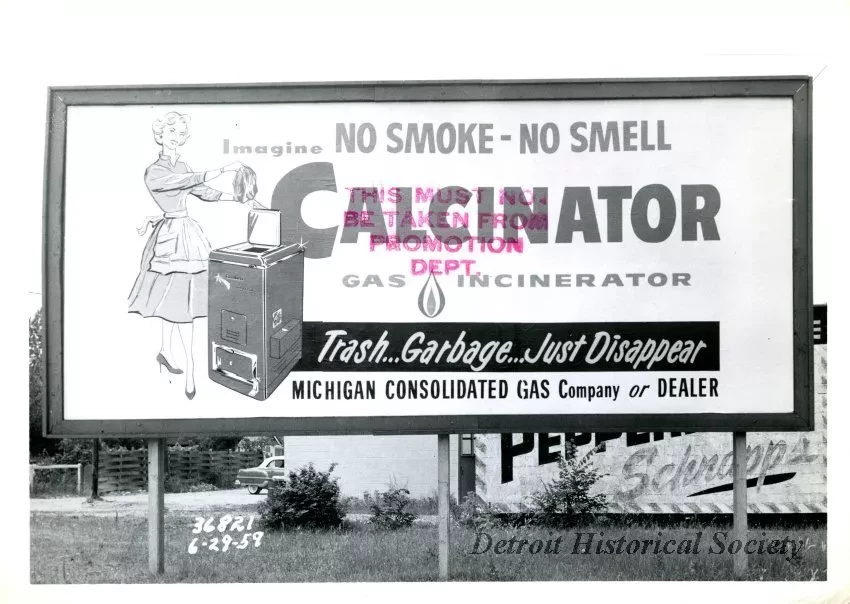 Imagine NO SMOKE - NO SMELL
CALCINATOR
THIS MUST NOT
BE TAKEN FROM
PROMOTION
DEPT.
GAS INCINERATOR
Trash...Garbage...Just Disappear
MICHIGAN CONSOLIDATED GAS Company or DEALER
Schnapps
36821
6-29-59
Detroit Historical Society